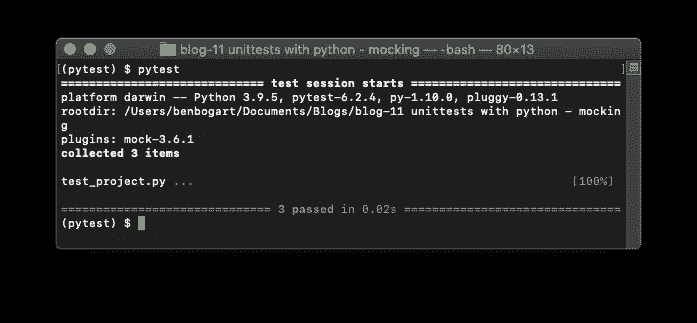 blog-11 unittests with python - mocking — -bash — 80×13
[(pytest) $ pytest ]
============================= test session starts ==============================
platform darwin -- Python 3.9.5, pytest-6.2.4, py-1.10.0, pluggy-0.13.1
rootdir: /Users/benbogart/Documents/Blogs/blog-11 unittests with python - mockin
g
plugins: mock-3.6.1
collected 3 items
test_project.py ... [100%]
============================== 3 passed in 0.02s ===============================
(pytest) $